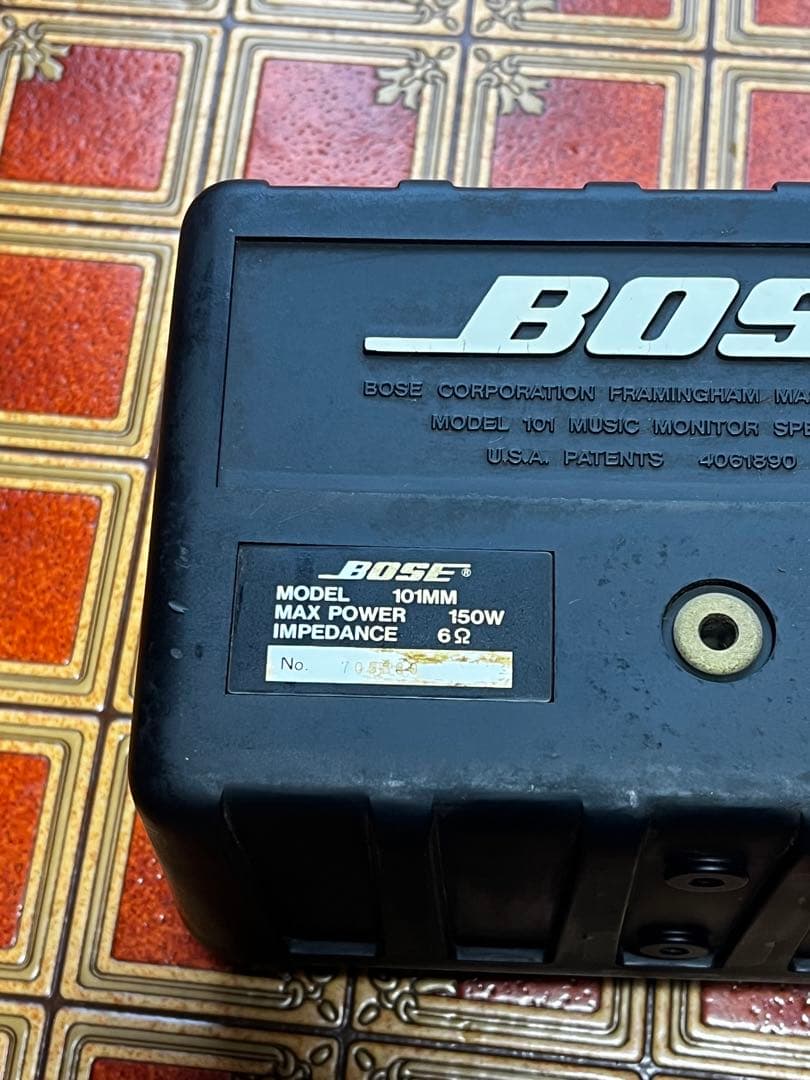 BOSE
BOSE CORPORATION FRAMINGHAM MA
MODEL 101 MUSIC MONITOR SPE
U.S.A. PATENTS 4061890
BOSE®
MODEL 101MM
MAX POWER 150W
IMPEDANCE 6Ω
No.